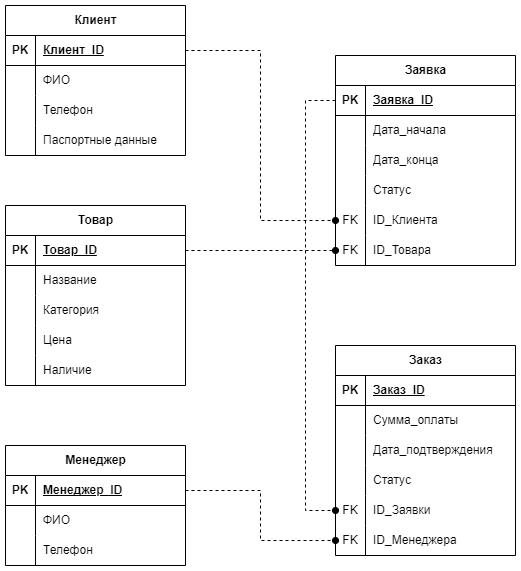 Клиент
PK Клиент_ID
ФИО
Телефон
Паспортные данные
Товар
PK Товар_ID
Название
Категория
Цена
Наличие
Менеджер
PK Менеджер_ID
ФИО
Телефон
Заявка
PK Заявка_ID
Дата_начала
Дата_конца
Статус
FK ID_Клиента
FK ID_Товара
Заказ
PK Заказ_ID
Сумма_оплаты
Дата_подтверждения
Статус
FK ID_Заявки
FK ID_Менеджера